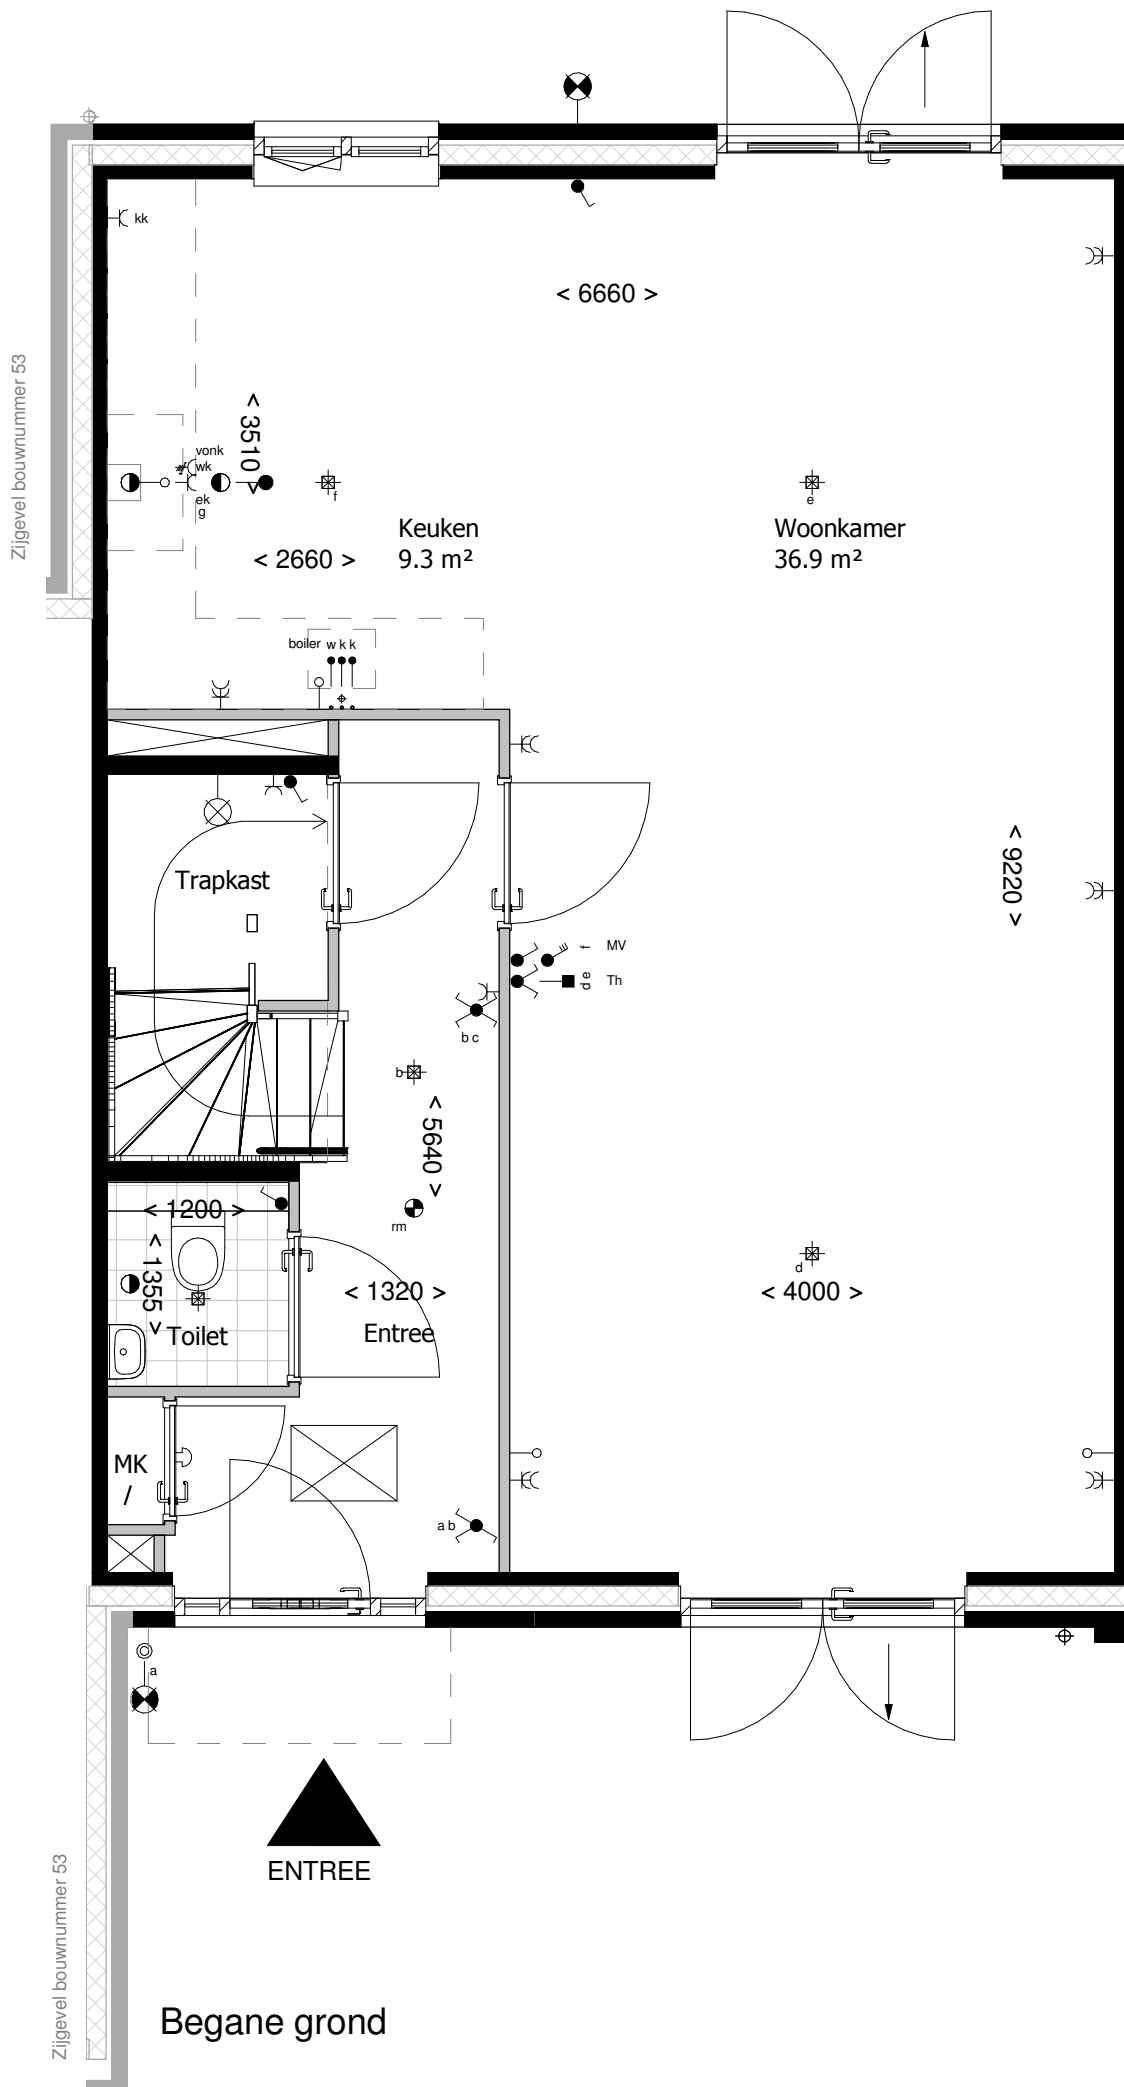 kk
< 6660 >
Zijgevel bouwnummer 53
< 3510 >
vonk
wk
ek
g
f
e
Keuken
9.3 m²
Woonkamer
36.9 m²
< 2660 >
boiler w k k
< 9220 >
Trapkast
f
MV
d e
Th
b c
b
< 5640 >
< 1200 >
rm
d
< 1355 >
< 1320 >
< 4000 >
Toilet
Entree
MK
/
a b
a
ENTREE
Zijgevel bouwnummer 53
Begane grond